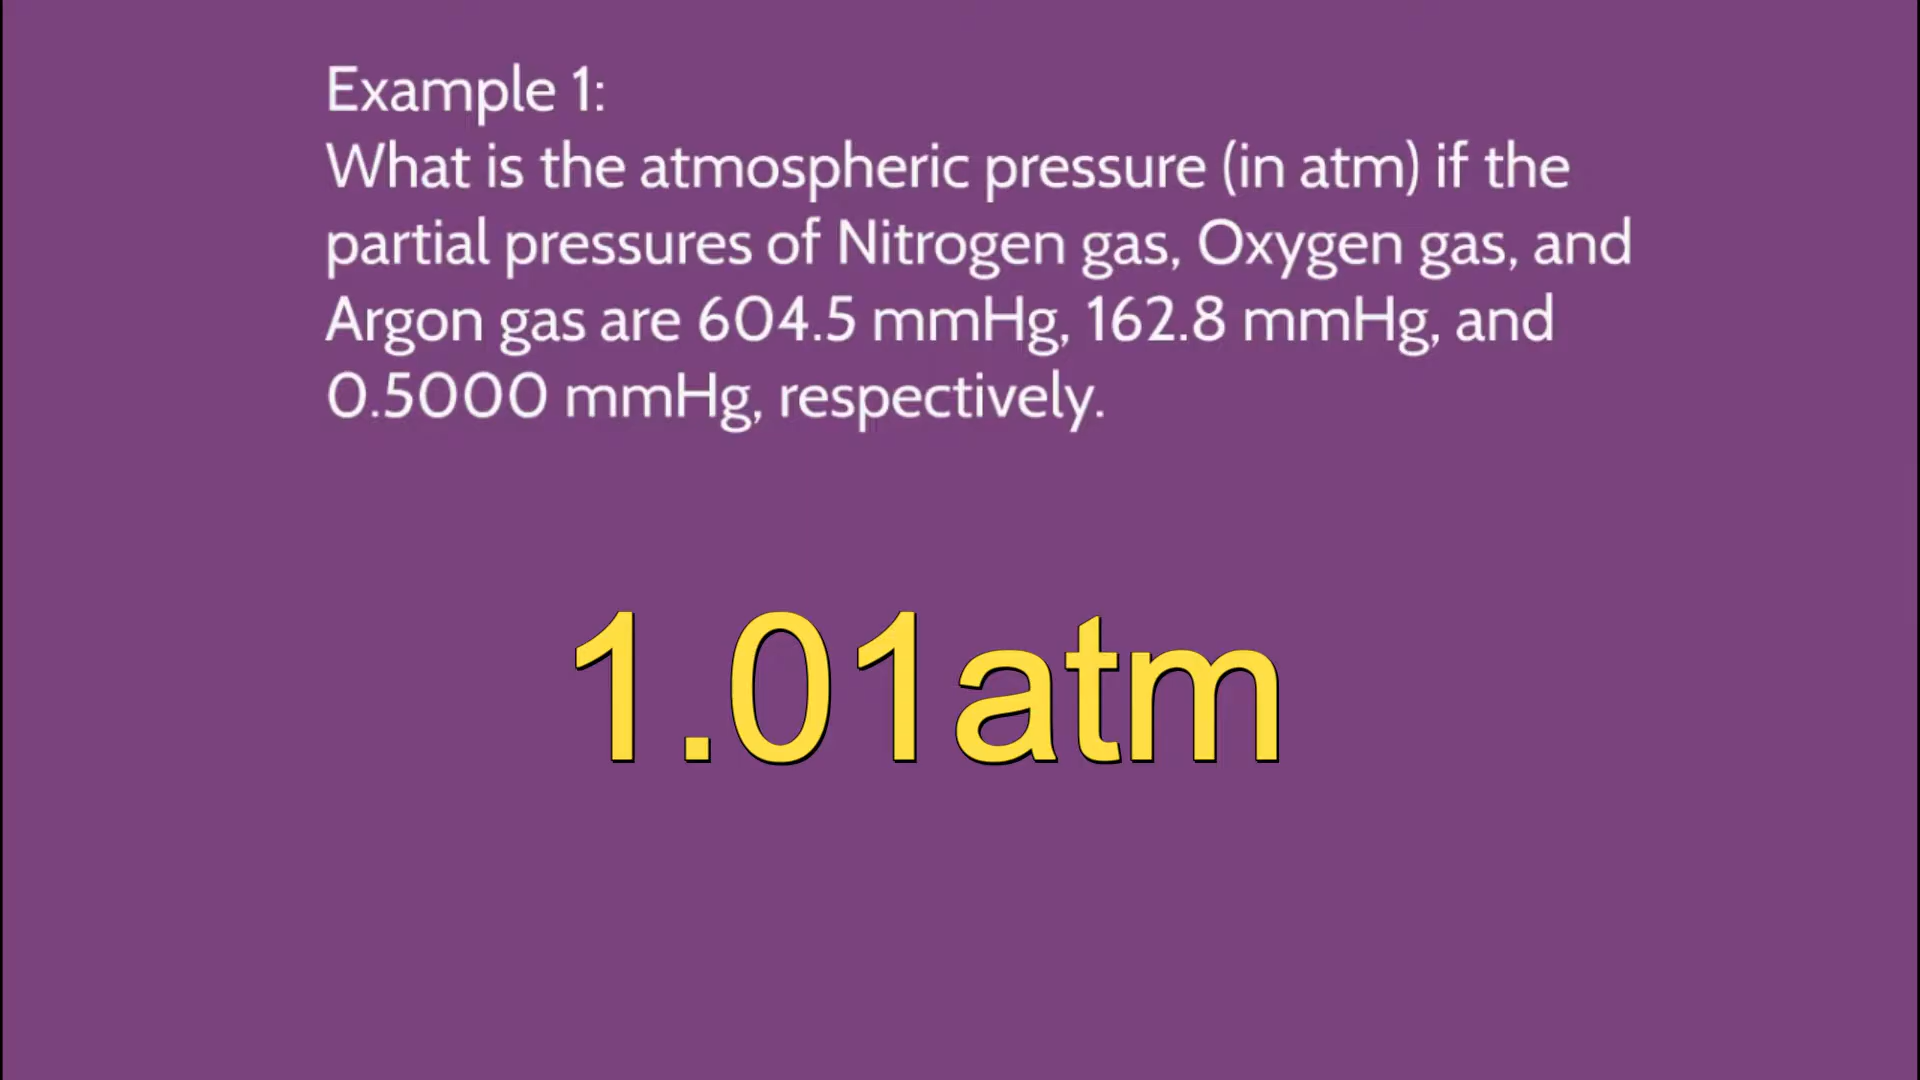 Example 1:
What is the atmospheric pressure (in atm) if the
partial pressures of Nitrogen gas, Oxygen gas, and
Argon gas are 604.5 mmHg, 162.8 mmHg, and
0.5000 mmHg, respectively.
1.01atm